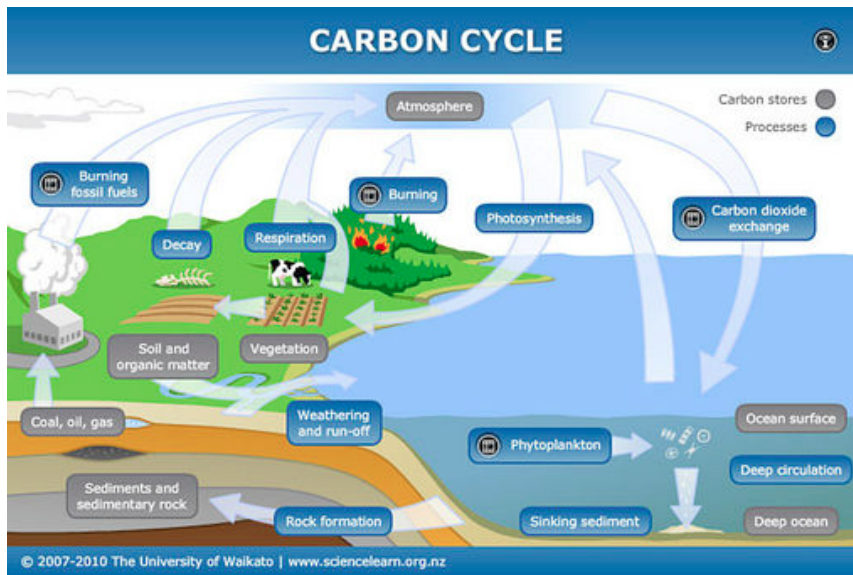 CARBON CYCLE
Atmosphere
Carbon stores
Processes
Burning
fossil fuels
Burning
Decay
Respiration
Photosynthesis
Carbon dioxide
exchange
Soil and
organic matter
Vegetation
Coal, oil, gas
Weathering
and run-off
Ocean surface
Phytoplankton
Deep circulation
Sediments and
sedimentary rock
Rock formation
Sinking sediment
Deep ocean
© 2007-2010 The University of Waikato | www.sciencelearn.org.nz